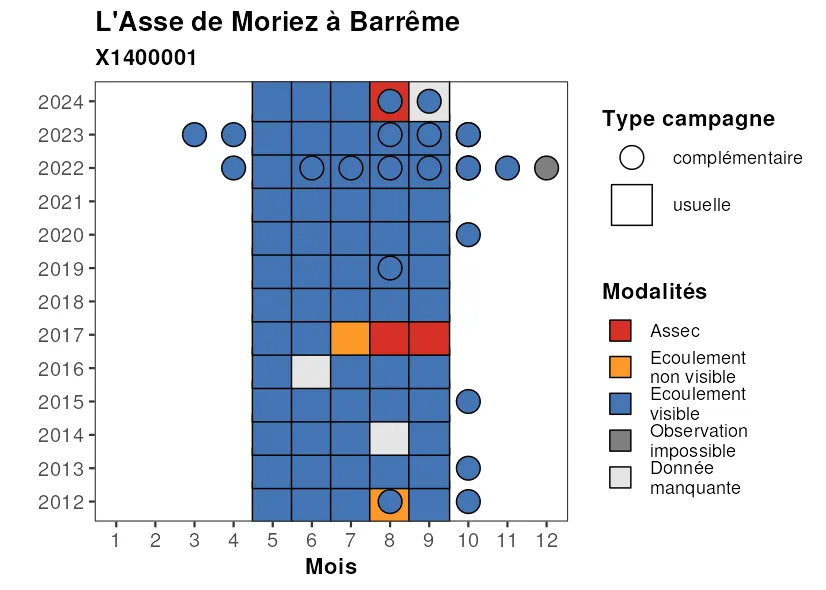 L'Asse de Moriez à Barrême
X1400001
2024
2023
2022
2021
2020
2019
2018
2017
2016
2015
2014
2013
2012
1 2 3 4 5 6 7 8 9 10 11 12
Mois
Type campagne
complémentaire
usuelle
Modalités
Assec
Ecoulement
non visible
Ecoulement
visible
Observation
impossible
Donnée
manquante